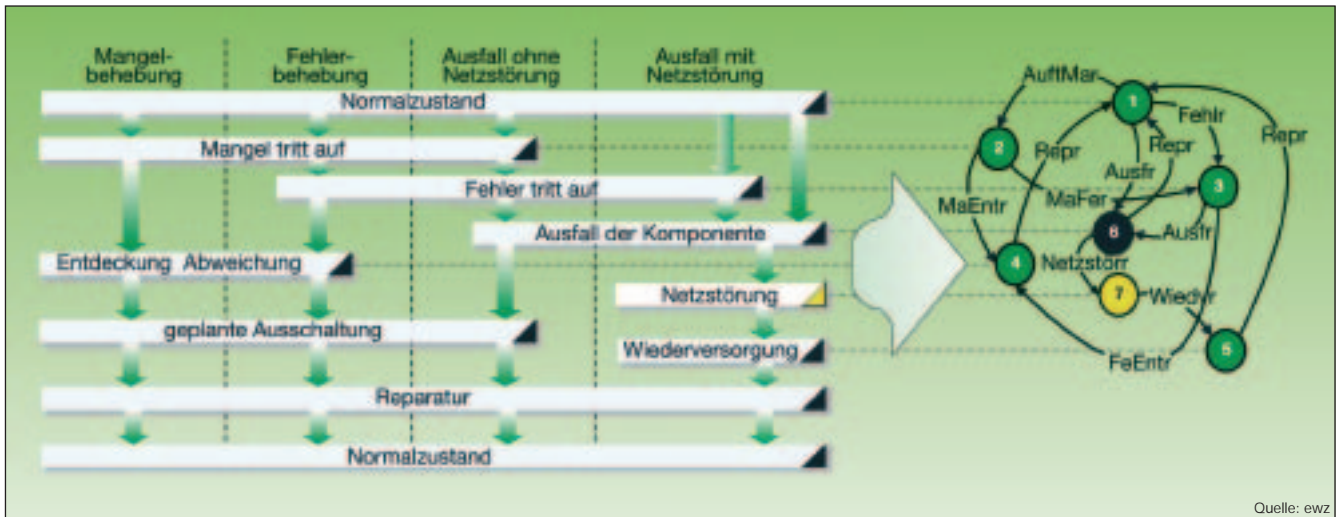 Mangel-
behebung
Fehler-
behebung
Ausfall ohne
Netzstörung
Ausfall mit
Netzstörung
Normalzustand
Mangel tritt auf
Fehler tritt auf
Ausfall der Komponente
Entdeckung Abweichung
Netzstörung
geplante Ausschaltung
Wiederversorgung
Reparatur
Normalzustand
AuftMar
1
Fehlr
2
Repr
Repr
Repr
Ausfr
3
MaFer
MaEntr
6
Ausfr
4
Netzstörr
7
Wiedvr
5
FeEntr
Quelle: ewz